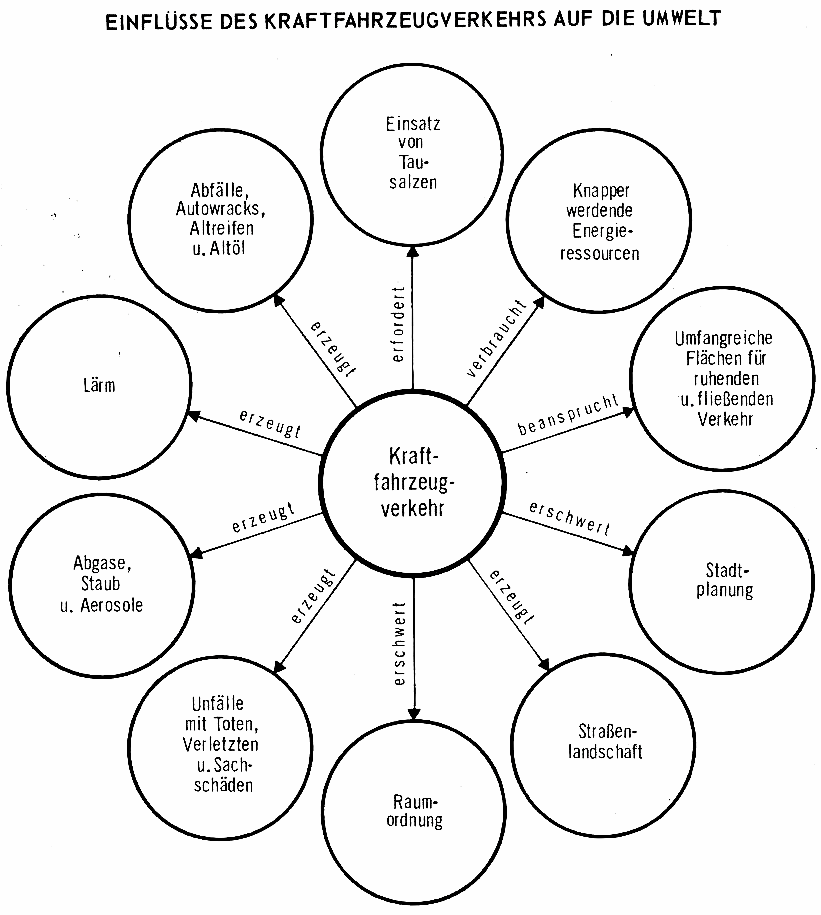 EINFLÜSSE DES KRAFTFAHRZEUGVERKEHRS AUF DIE UMWELT
Einsatz
von
Tau-
salzen
Abfälle,
Autowracks,
Altreifen
u. Altöl
Knapper
werdende
Energie-
ressourcen
erzeugt
erfordert
verbraucht
Lärm
Umfangreiche
Flächen für
ruhenden
u. fließenden
Verkehr
erzeugt
beansprucht
Kraft-
fahrzeug-
verkehr
erzeugt
erschwert
Abgase,
Staub
u. Aerosole
Stadt-
planung
erzeugt
erschwert
erzeugt
Unfälle
mit Toten,
Verletzten
u. Sach-
schäden
Straßen-
landschaft
Raum-
ordnung